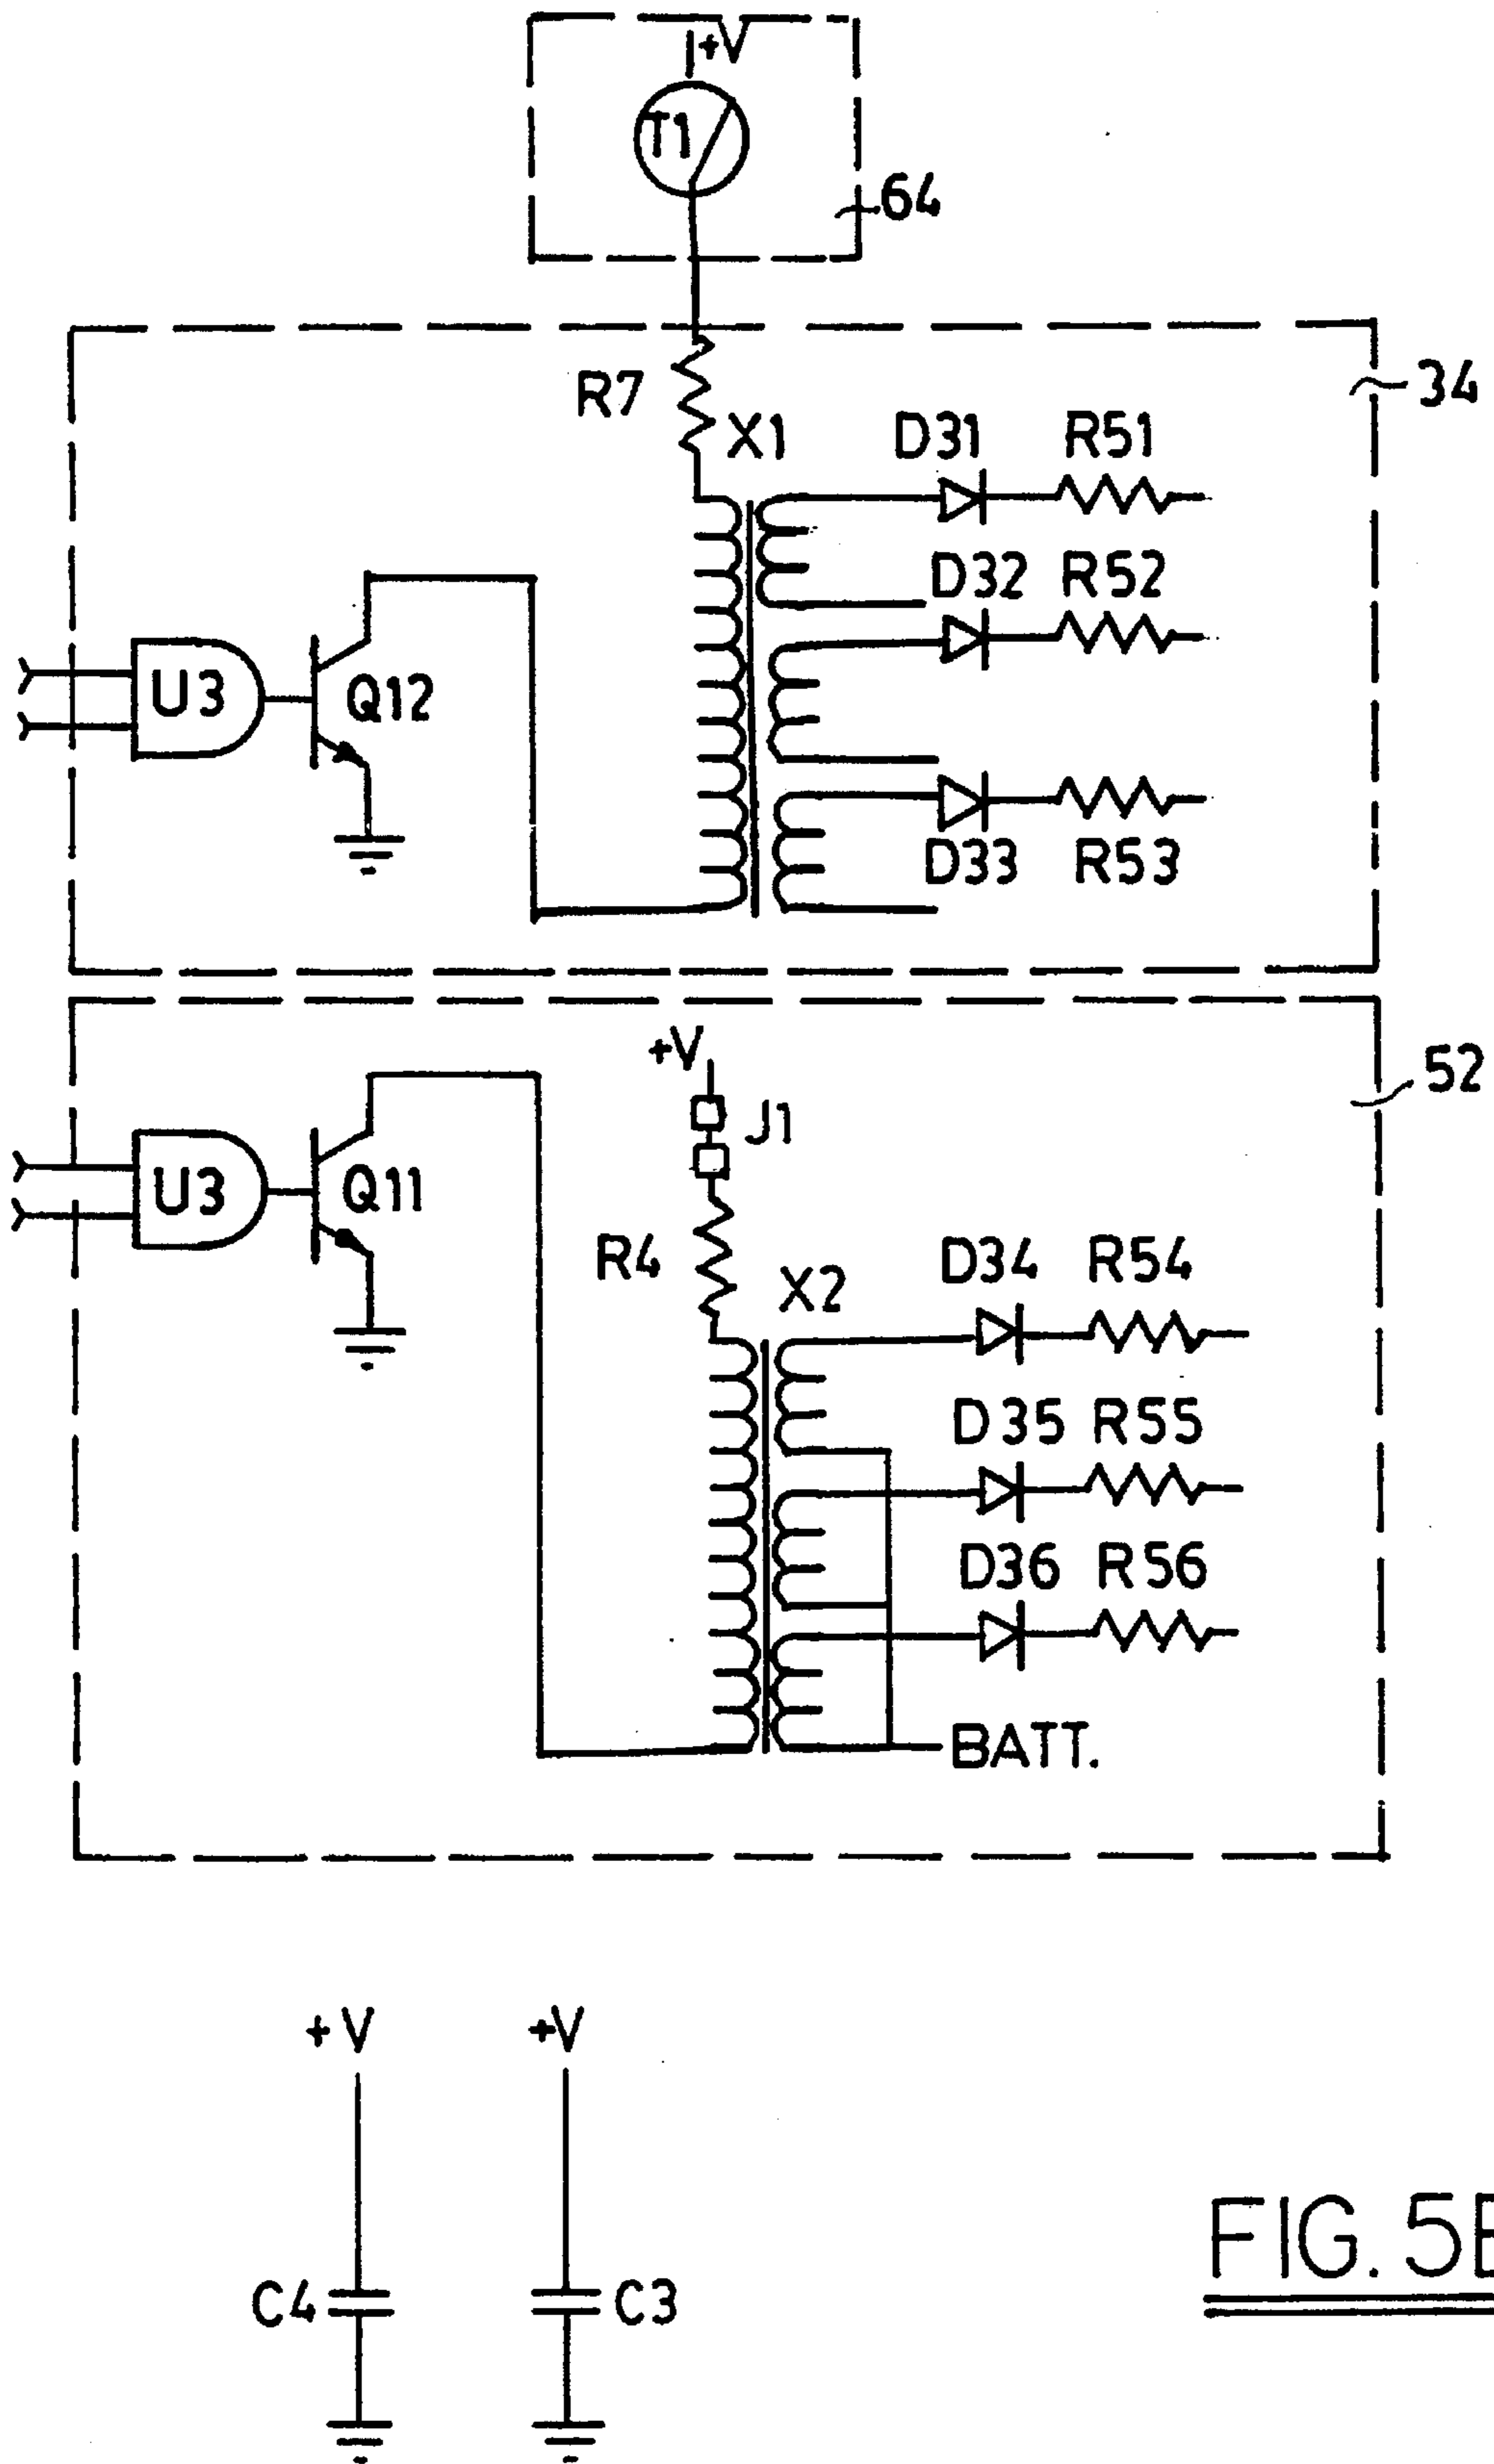 +V
T1
64
34
R7
X1
D31 R51
D32 R52
U3
Q12
D33 R53
+V
52
J1
U3
Q11
R4
X2
D34 R54
D35 R55
D36 R56
BATT.
+V +V
FIG. 5B
C4 C3